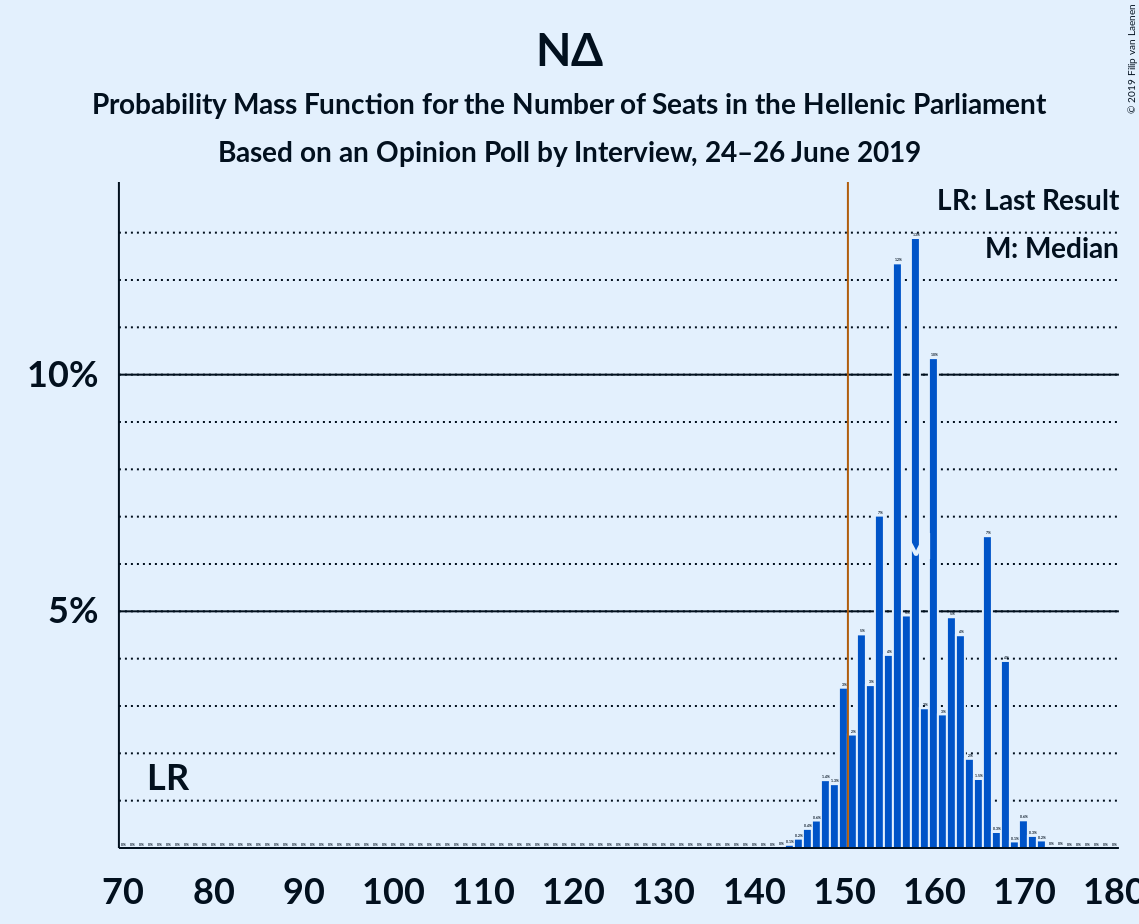 © 2019 Filip van Laenen
ΝΔ
Probability Mass Function for the Number of Seats in the Hellenic Parliament
Based on an Opinion Poll by Interview, 24–26 June 2019
LR: Last Result
M: Median
10%
5%
LR
M
70 80 90 100 110 120 130 140 150 160 170 180